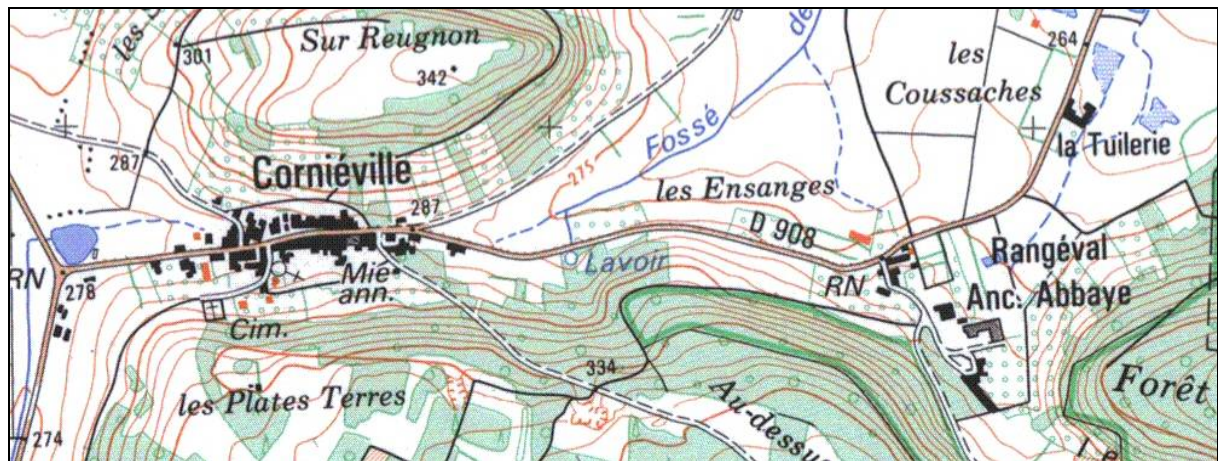 les
301
Sur Reugnon
342
de
264
les
Coussaches
la Tuilerie
287
Corniéville
Fossé
275
les Ensanges
287
D 908
Rangéval
Anc. Abbaye
RN
278
Mie
ann.
Lavoir
RN
Cim.
334
les Plates Terres
Au-dessus
Forêt
274